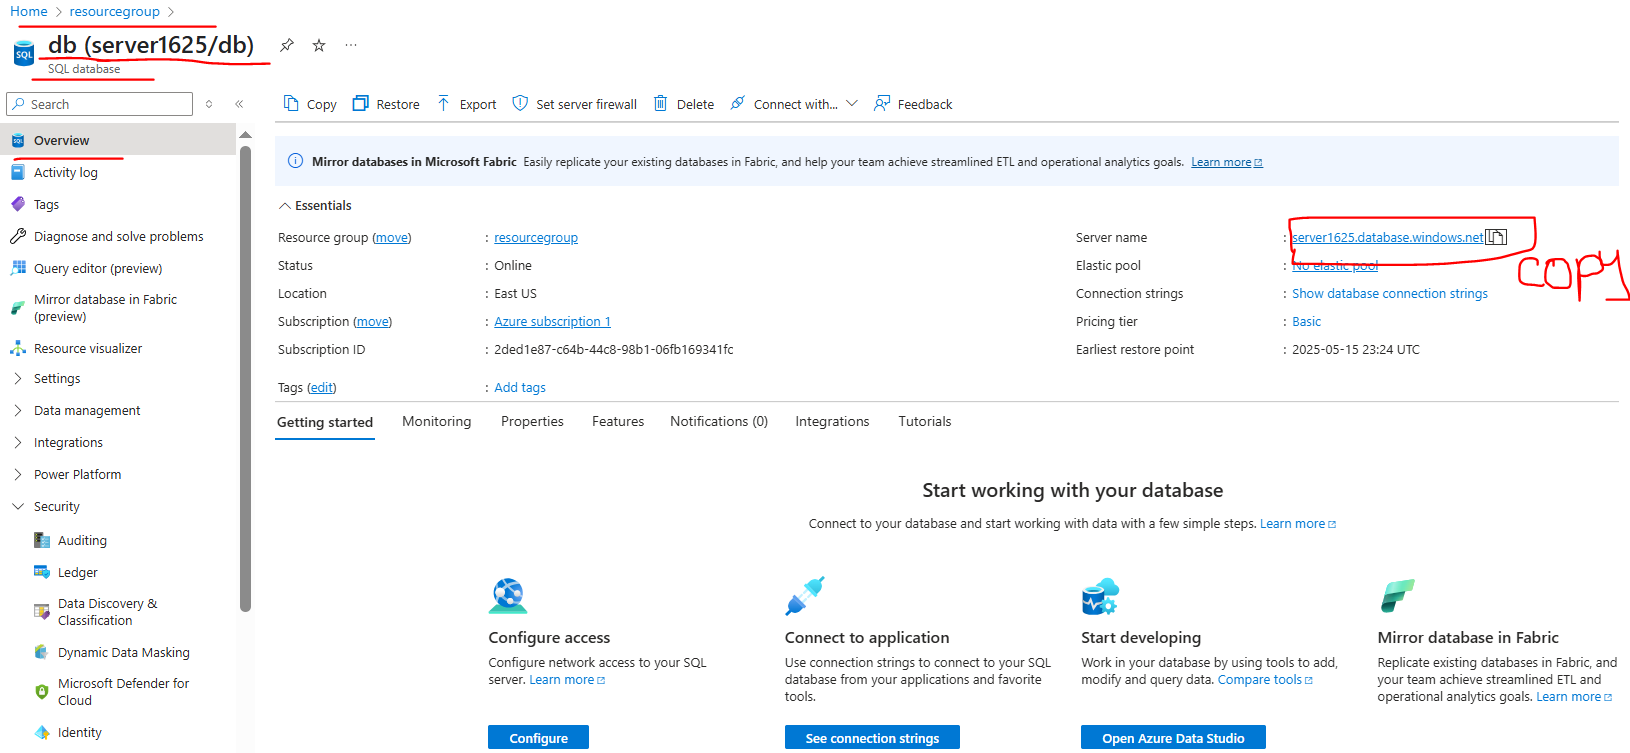 Home > resourcegroup >
db (server1625/db) ...
SQL
SQL database
Search
Copy Restore Export Set server firewall Delete Connect with... Feedback
Overview
Activity log
Tags
Diagnose and solve problems
Query editor (preview)
Mirror database in Fabric
(preview)
Resource visualizer
Settings
Data management
Integrations
Power Platform
Security
Auditing
Ledger
Data Discovery &
Classification
Dynamic Data Masking
Microsoft Defender for
Cloud
Identity
Mirror databases in Microsoft Fabric Easily replicate your existing databases in Fabric, and help your team achieve streamlined ETL and operational analytics goals. Learn more
Essentials
Resource group (move) : resourcegroup
Status : Online
Location : East US
Subscription (move) : Azure subscription 1
Subscription ID : 2ded1e87-c64b-44c8-98b1-06fb169341fc
Tags (edit) : Add tags
Server name : server1625.database.windows.net
Elastic pool : No elastic pool
Connection strings : Show database connection strings
Pricing tier : Basic
Earliest restore point : 2025-05-15 23:24 UTC
copy
Getting started Monitoring Properties Features Notifications (0) Integrations Tutorials
Start working with your database
Connect to your database and start working with data with a few simple steps. Learn more
Configure access
Configure network access to your SQL
server. Learn more
Configure
Connect to application
Use connection strings to connect to your SQL
database from your applications and favorite
tools.
See connection strings
Start developing
Work in your database by using tools to add,
modify and query data. Compare tools
Open Azure Data Studio
Mirror database in Fabric
Replicate existing databases in Fabric, and
your team achieve streamlined ETL and
operational analytics goals. Learn more